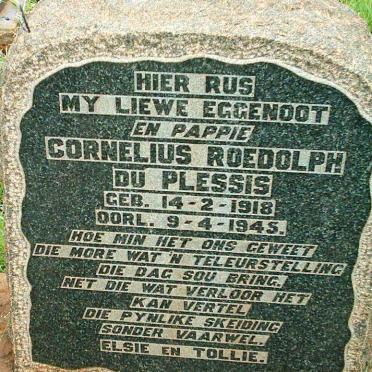 HIER RUS
MY LIEWE EGGENOOT
EN PAPPIE
CORNELIUS ROEDOLPH
DU PLESSIS
GEB. 14-2-1918
OORL. 9-4-1945.
HOE MIN HET ONS GEWEET
DIE MORE WAT 'N TELEURSTELLING
DIE DAG SOU BRING.
NET DIE WAT VERLOOR HET
KAN VERTEL
DIE PYNLIKE SKEIDING
SONDER VAARWEL.
ELSIE EN TOLLIE.